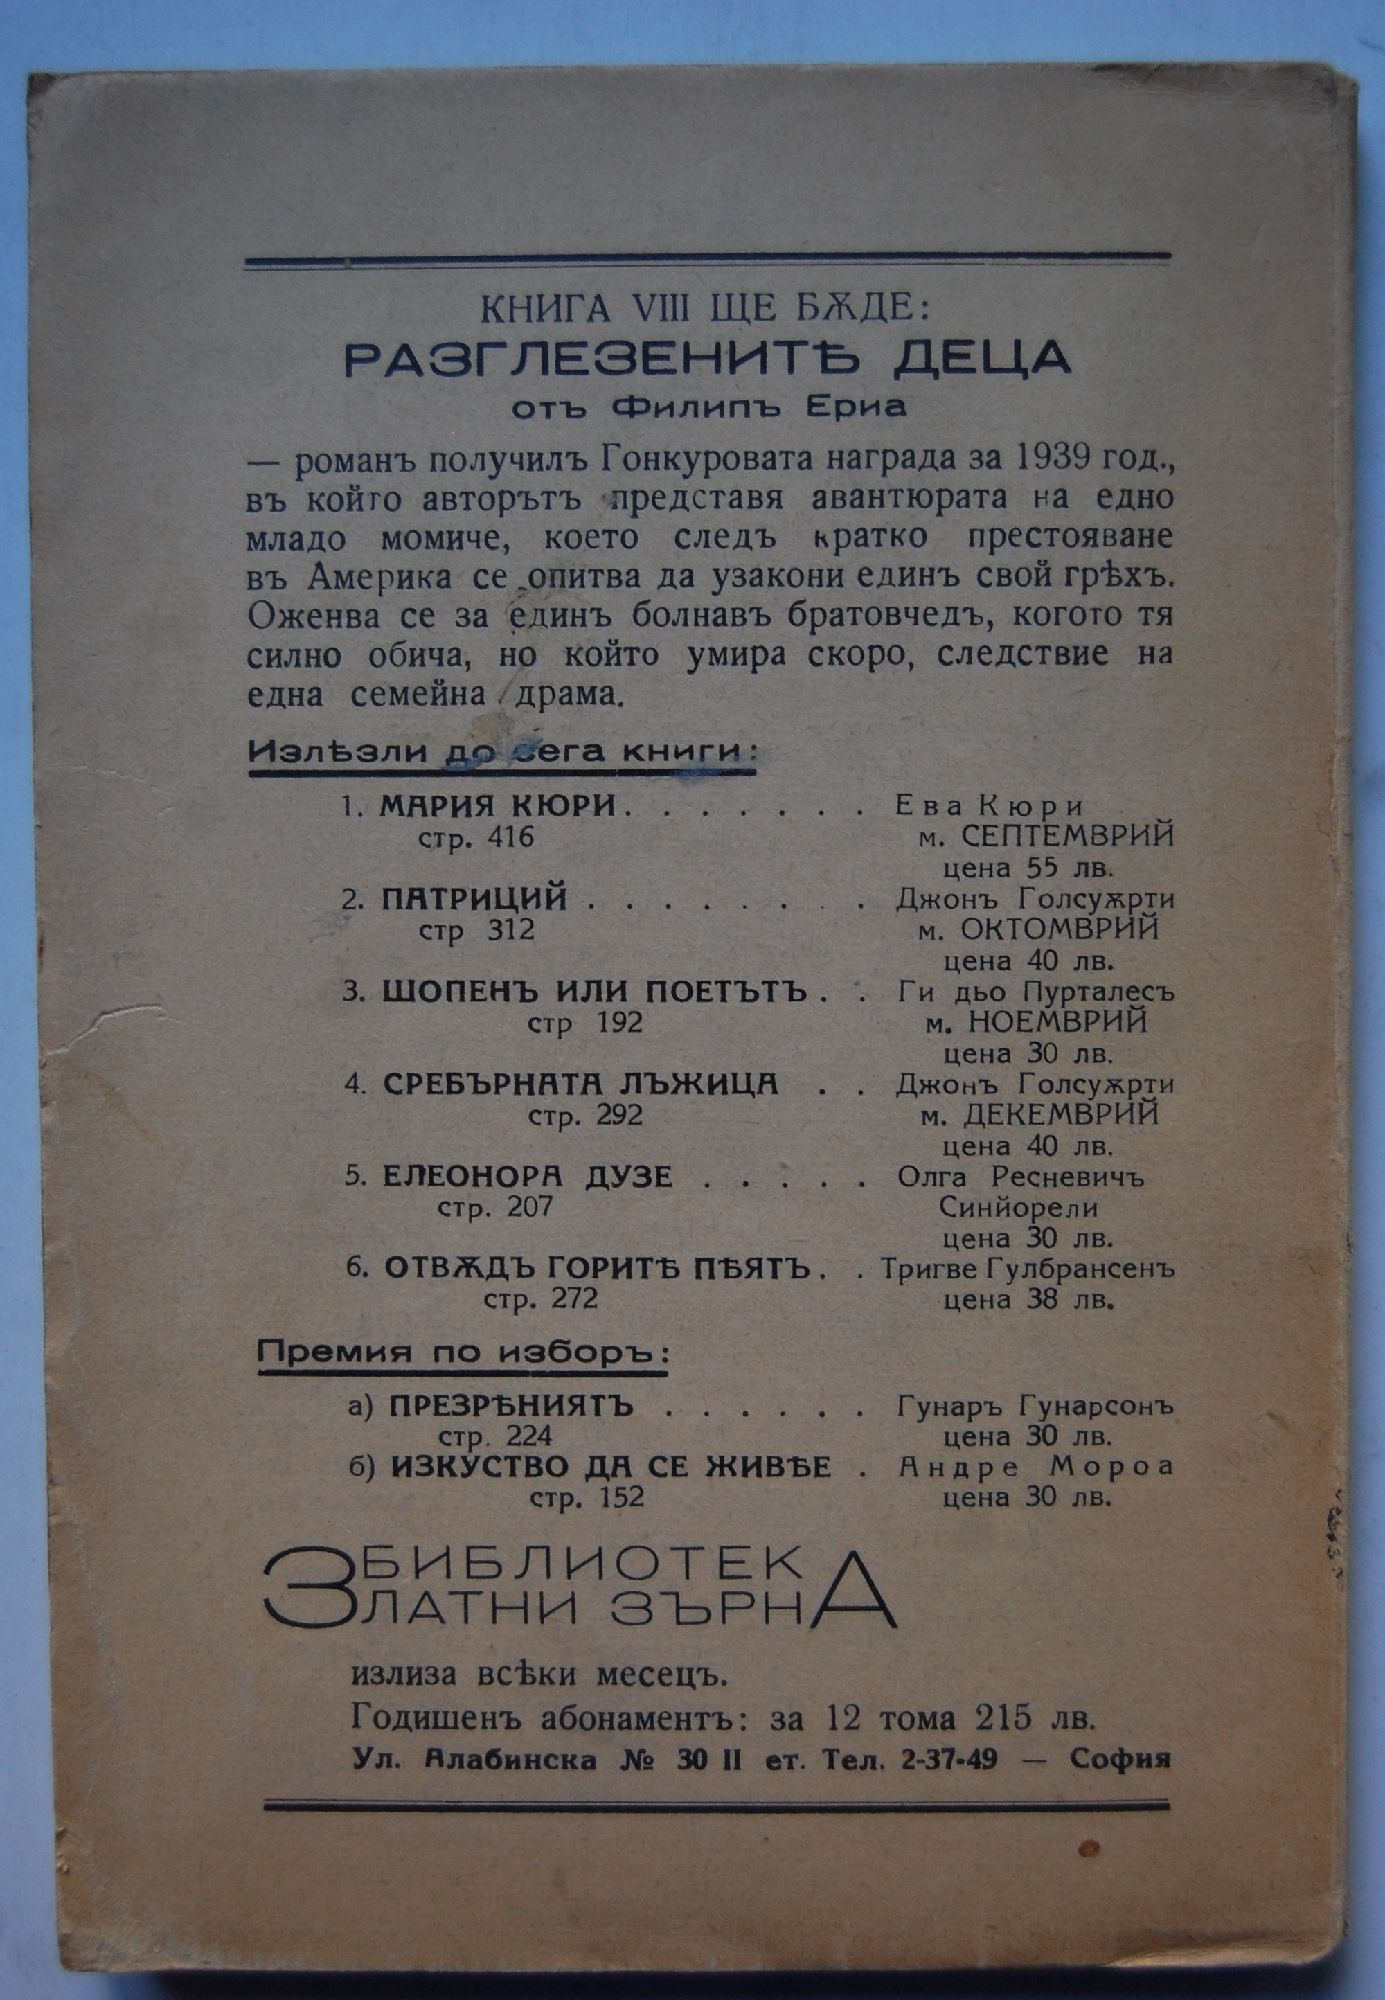 КНИГА VIII ЩЕ БѪДЕ:
РАЗГЛЕЗЕНИТѢ ДЕЦА
отъ Филипъ Ериа
— романъ получилъ Гонкуровата награда за 1939 год.,
въ който авторътъ представя авантюрата на едно
младо момиче, което следъ кратко престояване
въ Америка се опитва да узакони единъ свой грѣхъ.
Оженва се за единъ болнавъ братовчедъ, когото тя
силно обича, но който умира скоро, следствие на
една семейна драма.
Излѣзли до сега книги:
1. МАРИЯ КЮРИ. . . . . . . Ева Кюри
стр. 416 м. СЕПТЕМВРИЙ
цена 55 лв.
2. ПАТРИЦИЙ . . . . . . . . Джонъ Голсуѫрти
стр 312 м. ОКТОМВРИЙ
цена 40 лв.
3. ШОПЕНЪ ИЛИ ПОЕТЪТЪ . . Ги дьо Пурталесъ
стр 192 м. НОЕМВРИЙ
цена 30 лв.
4. СРЕБЪРНАТА ЛЪЖИЦА . . Джонъ Голсуѫрти
стр. 292 м. ДЕКЕМВРИЙ
цена 40 лв.
5. ЕЛЕОНОРА ДУЗЕ . . . . . Олга Ресневичъ
стр. 207 Синйорели
цена 30 лв.
6. ОТВѪДЪ ГОРИТѢ ПѢЯТЪ. . Тригве Гулбрансенъ
стр. 272 цена 38 лв.
Премия по изборъ:
а) ПРЕЗРѢНИЯТЪ . . . . . . Гунаръ Гунарсонъ
стр. 224 цена 30 лв.
б) ИЗКУСТВО ДА СЕ ЖИВѢЕ . Андре Мороа
стр. 152 цена 30 лв.
БИБЛИОТЕКА
ЗЛАТНИ ЗЪРНА
излиза всѣки месецъ.
Годишенъ абонаментъ: за 12 тома 215 лв.
Ул. Алабинска № 30 II ет. Тел. 2-37-49 — София